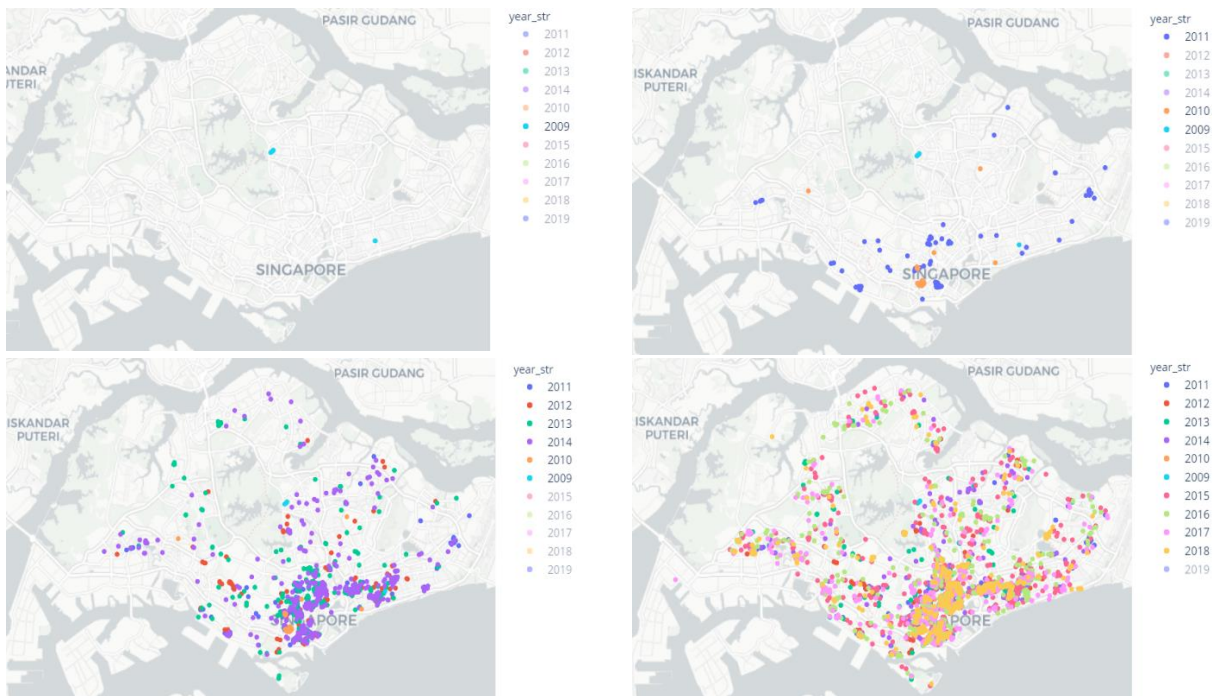 PASIR GUDANG
ANDAR
PUTERI
SINGAPORE
year_str
2011
2012
2013
2014
2010
2009
2015
2016
2017
2018
2019
PASIR GUDANG
ISKANDAR
PUTERI
SINGAPORE
year_str
2011
2012
2013
2014
2010
2009
2015
2016
2017
2018
2019
PASIR GUDANG
ISKANDAR
PUTERI
SINGAPORE
year_str
2011
2012
2013
2014
2010
2009
2015
2016
2017
2018
2019
PASIR GUDANG
ISKANDAR
PUTERI
SINGAPORE
year_str
2011
2012
2013
2014
2010
2009
2015
2016
2017
2018
2019